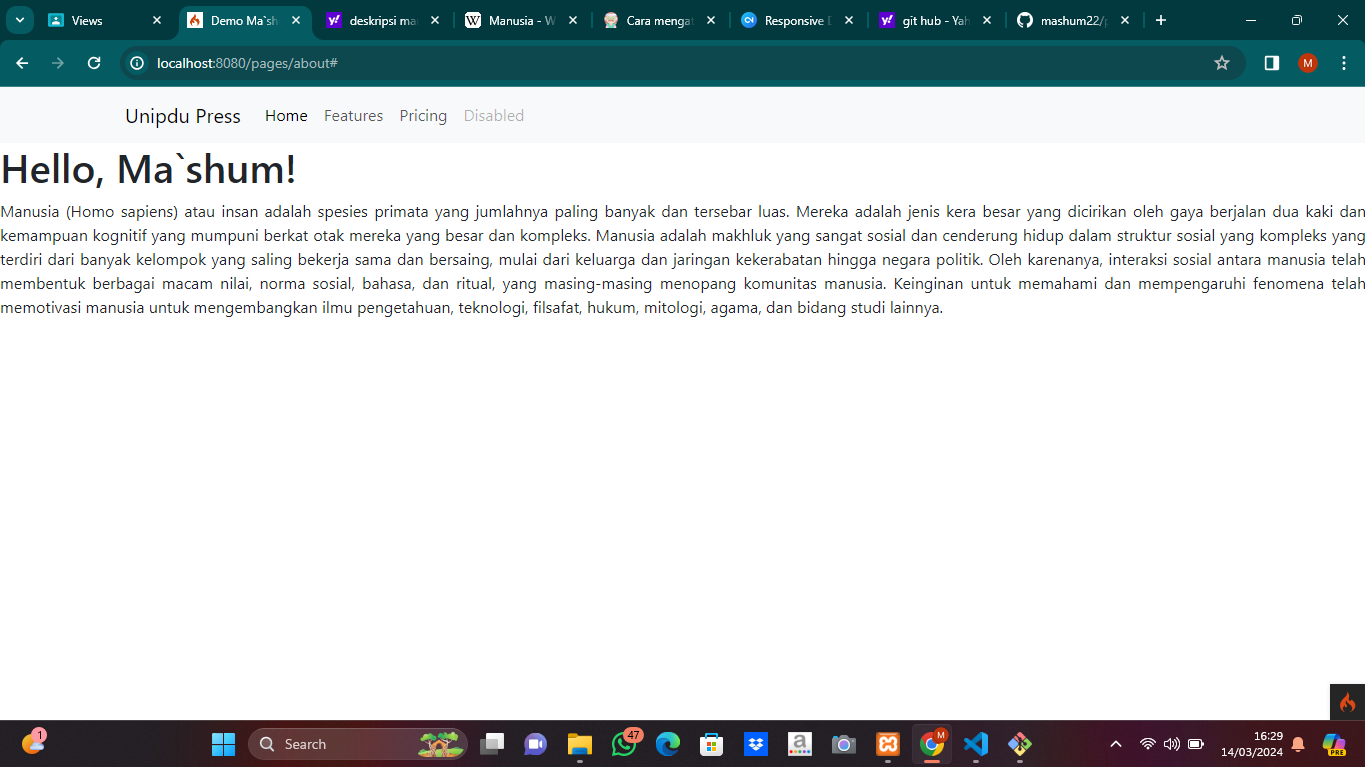 Views
Demo Ma`sh
deskripsi ma
Manusia - W
Cara mengat
Responsive D
git hub - Yah
mashum22/p
localhost:8080/pages/about#
M
Unipdu Press Home Features Pricing Disabled
Hello, Ma`shum!
Manusia (Homo sapiens) atau insan adalah spesies primata yang jumlahnya paling banyak dan tersebar luas. Mereka adalah jenis kera besar yang dicirikan oleh gaya berjalan dua kaki dan
kemampuan kognitif yang mumpuni berkat otak mereka yang besar dan kompleks. Manusia adalah makhluk yang sangat sosial dan cenderung hidup dalam struktur sosial yang kompleks yang
terdiri dari banyak kelompok yang saling bekerja sama dan bersaing, mulai dari keluarga dan jaringan kekerabatan hingga negara politik. Oleh karenanya, interaksi sosial antara manusia telah
membentuk berbagai macam nilai, norma sosial, bahasa, dan ritual, yang masing-masing menopang komunitas manusia. Keinginan untuk memahami dan mempengaruhi fenomena telah
memotivasi manusia untuk mengembangkan ilmu pengetahuan, teknologi, filsafat, hukum, mitologi, agama, dan bidang studi lainnya.
1
Search
47
a
M
16:29
14/03/2024
PRE